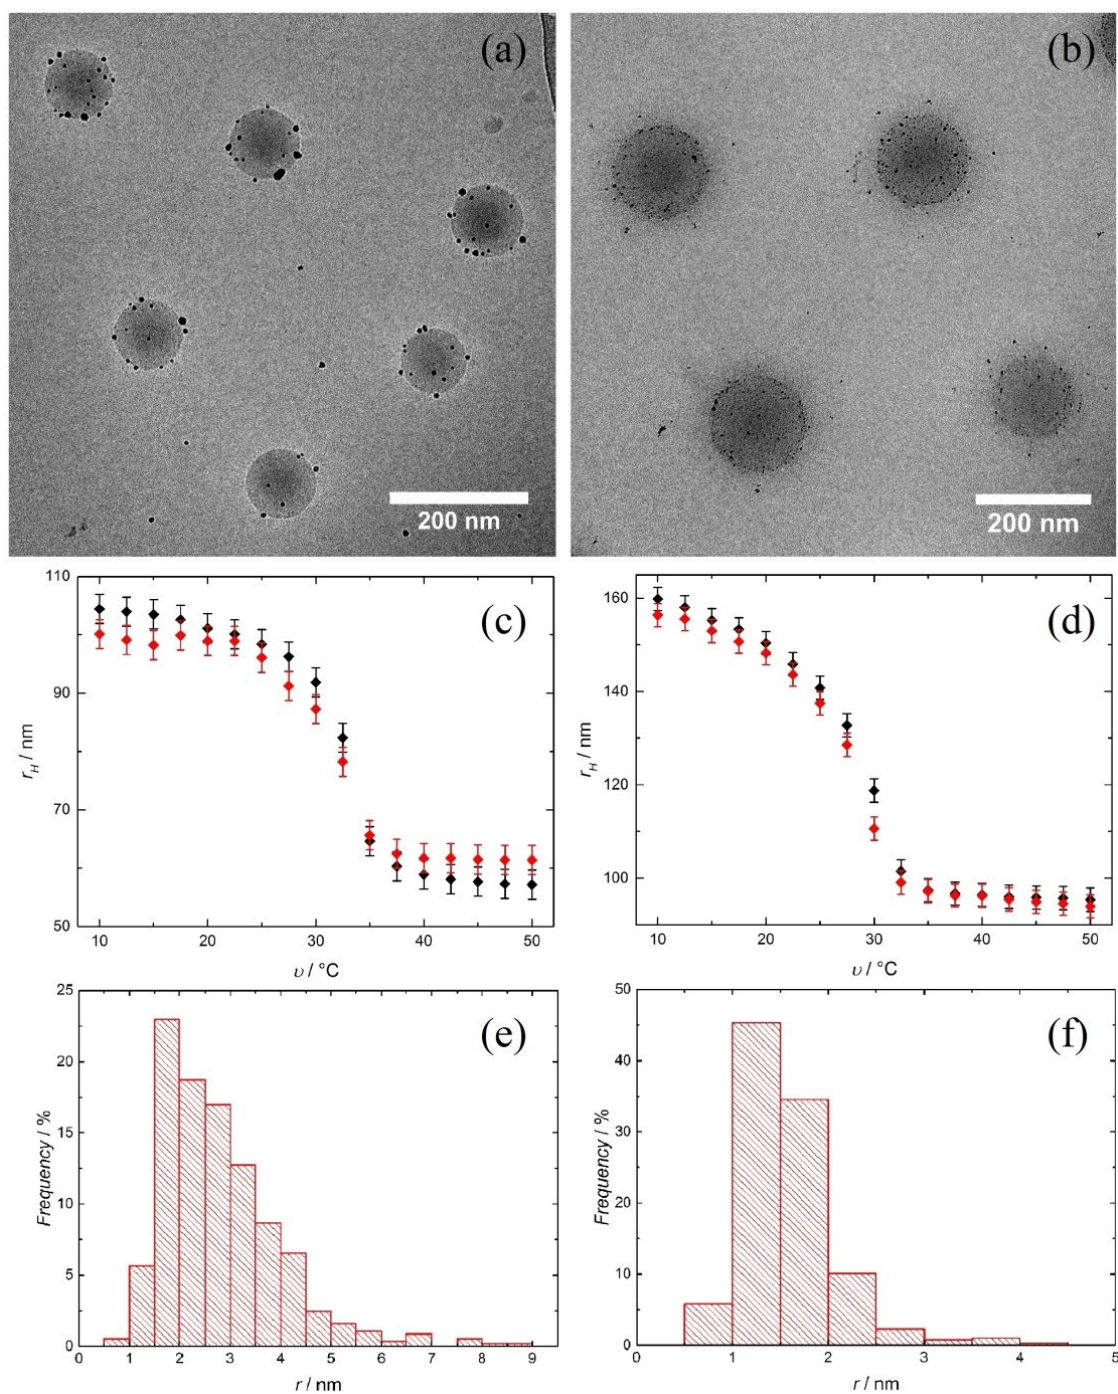 (a)
(b)
200 nm
200 nm
110
90
70
50
r_H / nm
(c)
10 20 30 40 50
υ / °C
160
140
120
100
r_H / nm
(d)
10 20 30 40 50
υ / °C
25
20
15
10
5
0
Frequency / %
(e)
0 1 2 3 4 5 6 7 8 9
r / nm
50
40
30
20
10
0
Frequency / %
(f)
0 1 2 3 4 5
r / nm